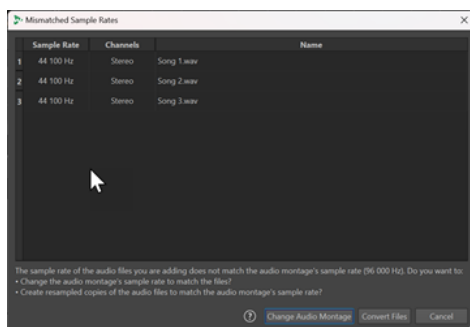 Mismatched Sample Rates
Sample Rate Channels Name
1 44 100 Hz Stereo Song 1.wav
2 44 100 Hz Stereo Song 2.wav
3 44 100 Hz Stereo Song 3.wav
The sample rate of the audio files you are adding does not match the audio montage's sample rate (96 000 Hz). Do you want to:
• Change the audio montage's sample rate to match the files?
• Create resampled copies of the audio files to match the audio montage's sample rate?
? Change Audio Montage Convert Files Cancel